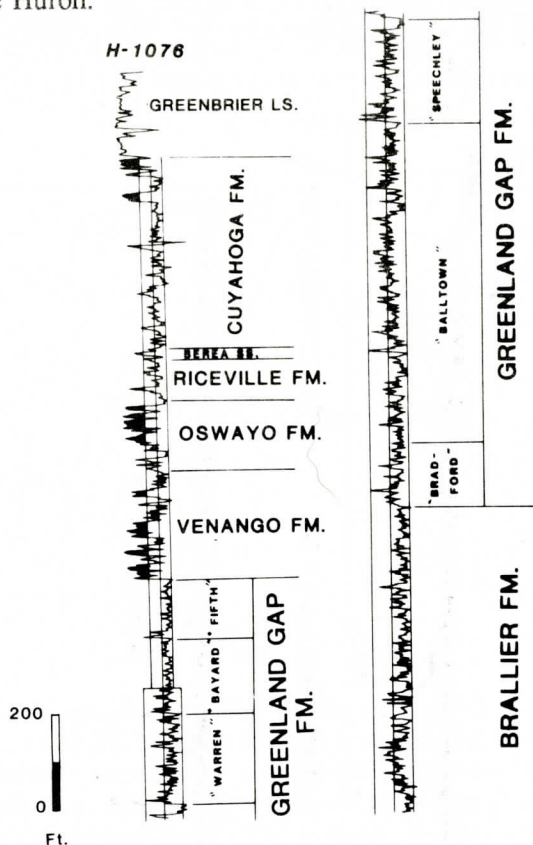 Huron.
H-1076
GREENBRIER LS.
CUYAHOGA FM.
BEREA SS.
RICEVILLE FM.
OSWAYO FM.
VENANGO FM.
FIFTH"
"BAYARD"
"WARREN"
GREENLAND GAP
FM.
200
0
Ft.
"SPEECHLEY"
"BALLTOWN"
"BRAD-
FORD"
GREENLAND GAP FM.
BRALLIER FM.